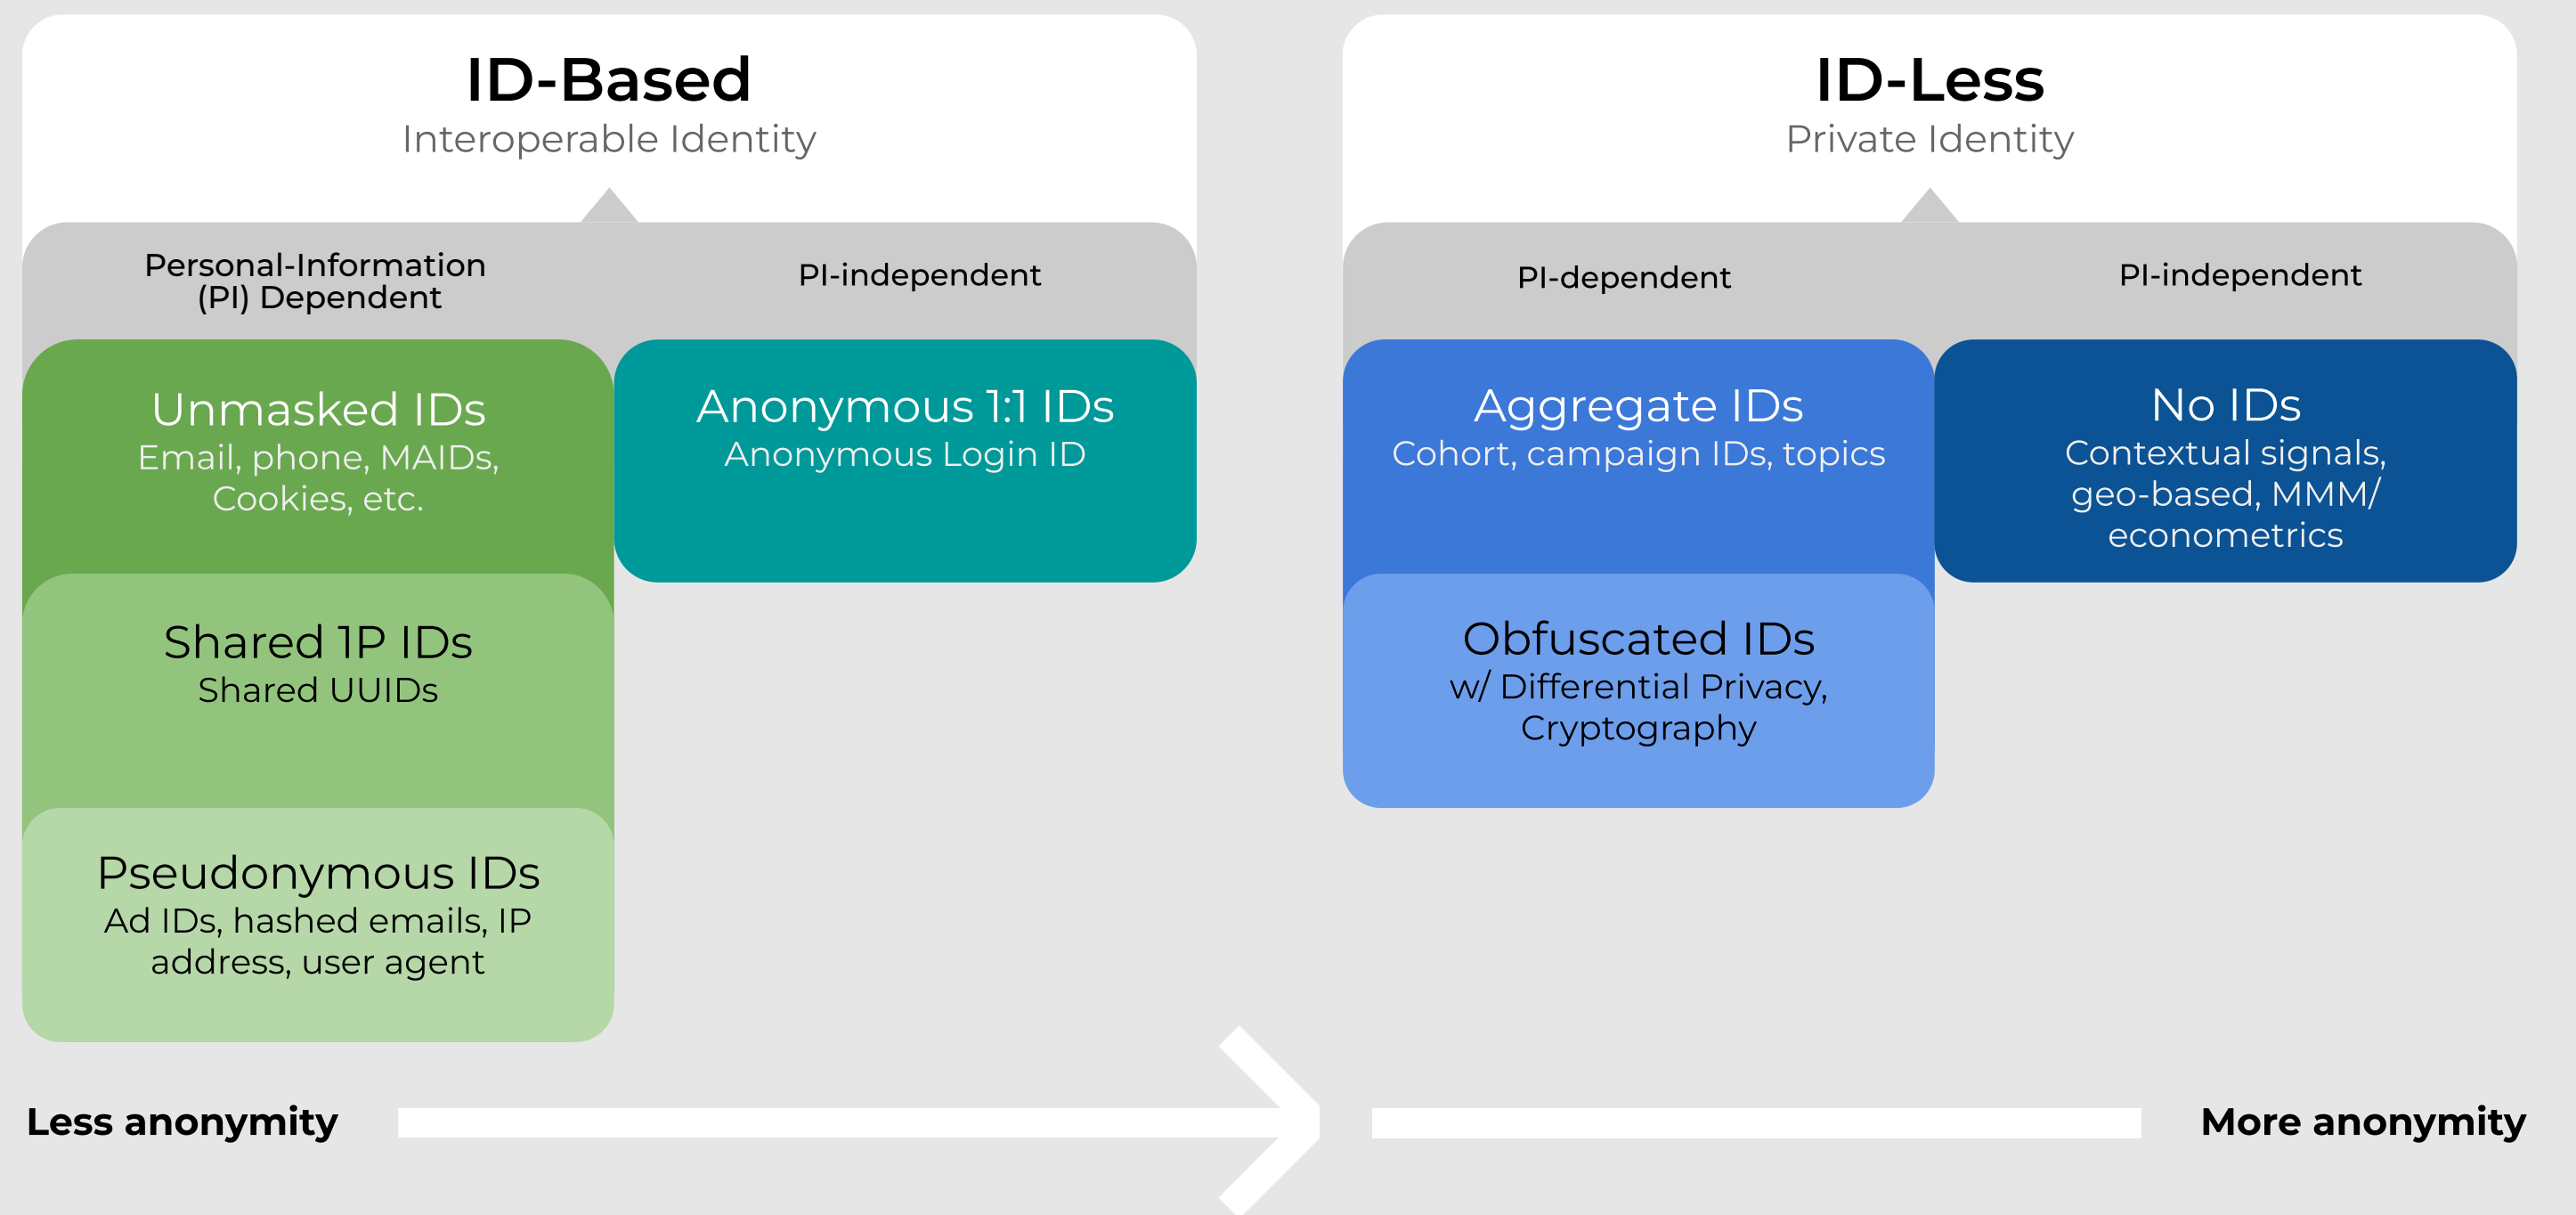 ID-Based
Interoperable Identity
Personal-Information
(PI) Dependent
PI-independent
Unmasked IDs
Email, phone, MAIDs,
Cookies, etc.
Anonymous 1:1 IDs
Anonymous Login ID
Shared 1P IDs
Shared UUIDs
Pseudonymous IDs
Ad IDs, hashed emails, IP
address, user agent
ID-Less
Private Identity
PI-dependent
PI-independent
Aggregate IDs
Cohort, campaign IDs, topics
No IDs
Contextual signals,
geo-based, MMM/
econometrics
Obfuscated IDs
w/ Differential Privacy,
Cryptography
Less anonymity
More anonymity